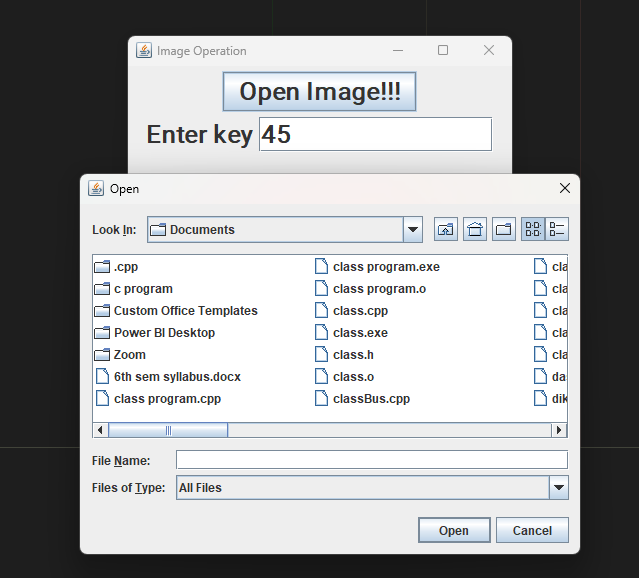 Image Operation
Open Image!!!
Enter key 45
Open
Look In: Documents
.cpp
c program
Custom Office Templates
Power BI Desktop
Zoom
6th sem syllabus.docx
class program.cpp
class program.exe
class program.o
class.cpp
class.exe
class.h
class.o
classBus.cpp
cla
cla
cla
cla
cla
da
dik
File Name:
Files of Type: All Files
Open Cancel